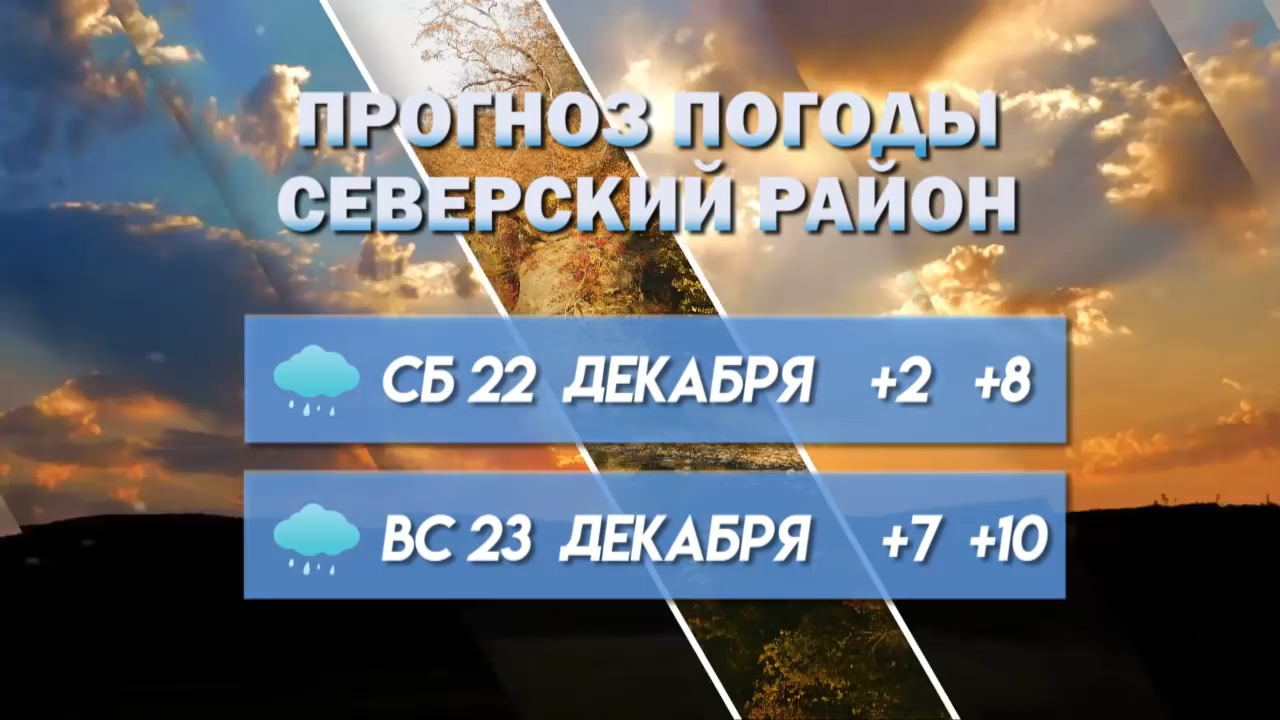 ПРОГНОЗ ПОГОДЫ
СЕВЕРСКИЙ РАЙОН
СБ 22 ДЕКАБРЯ +2 +8
ВС 23 ДЕКАБРЯ +7 +10